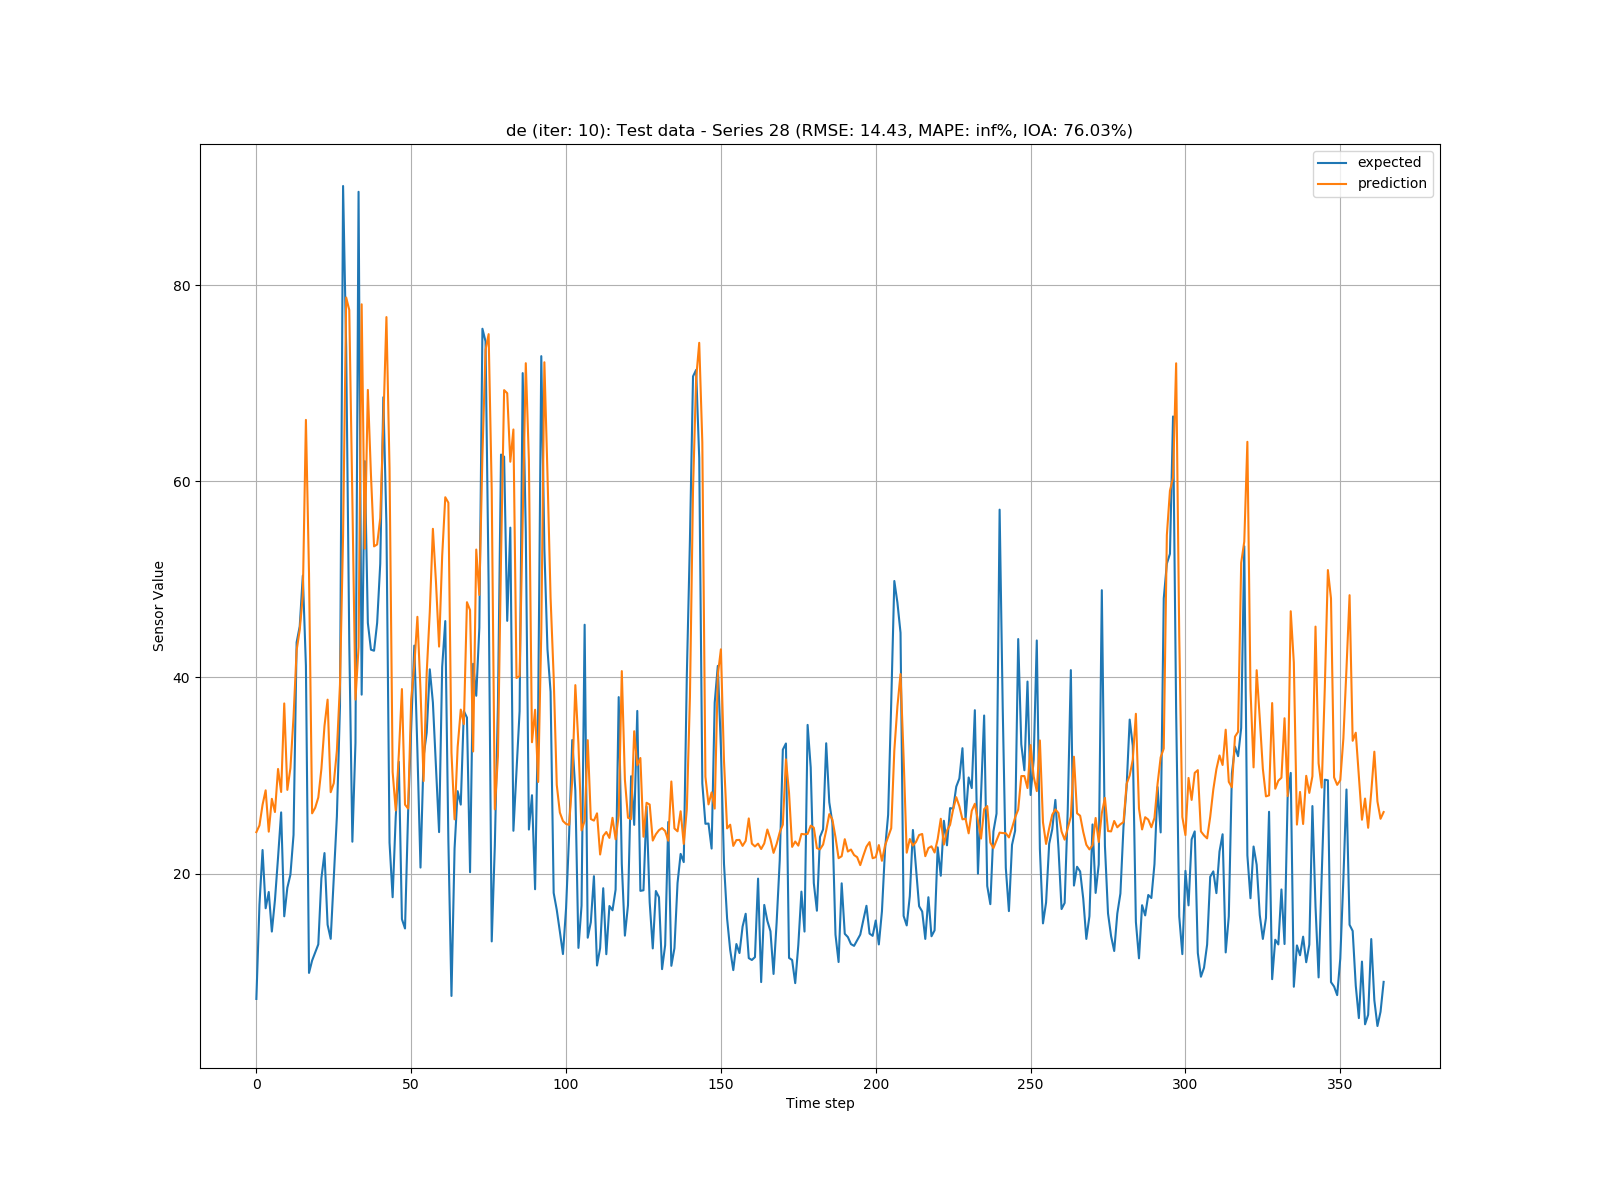 de (iter: 10): Test data - Series 28 (RMSE: 14.43, MAPE: inf%, IOA: 76.03%)
expected
prediction
80
60
40
20
Sensor Value
0 50 100 150 200 250 300 350
Time step